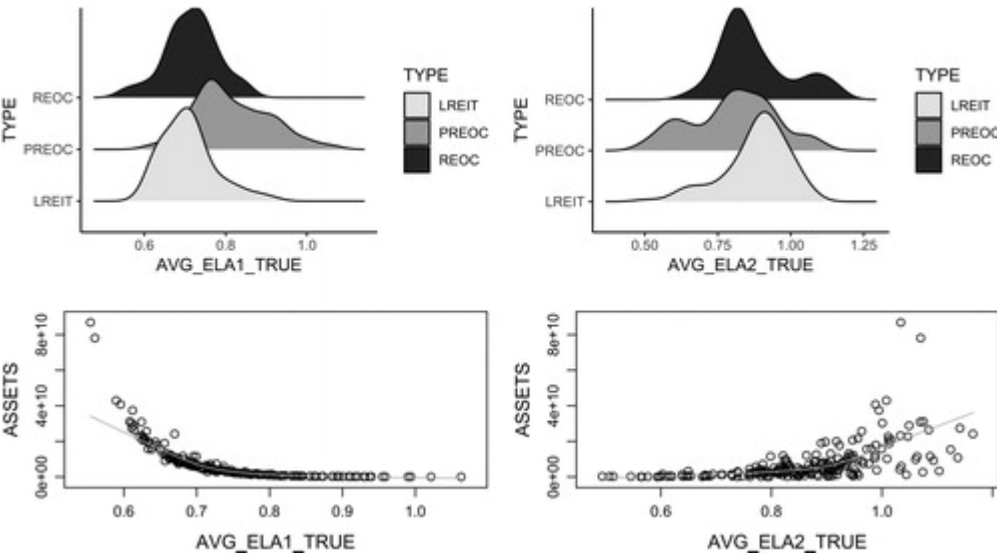 TYPE
REOC
PREOC
LREIT
0.6 0.8 1.0
AVG_ELA1_TRUE
TYPE
LREIT
PREOC
REOC
TYPE
REOC
PREOC
LREIT
0.50 0.75 1.00 1.25
AVG_ELA2_TRUE
TYPE
LREIT
PREOC
REOC
ASSETS
8e+10
4e+10
0e+00
0.6 0.7 0.8 0.9 1.0
AVG_ELA1_TRUE
ASSETS
8e+10
4e+10
0e+00
0.6 0.8 1.0
AVG_ELA2_TRUE